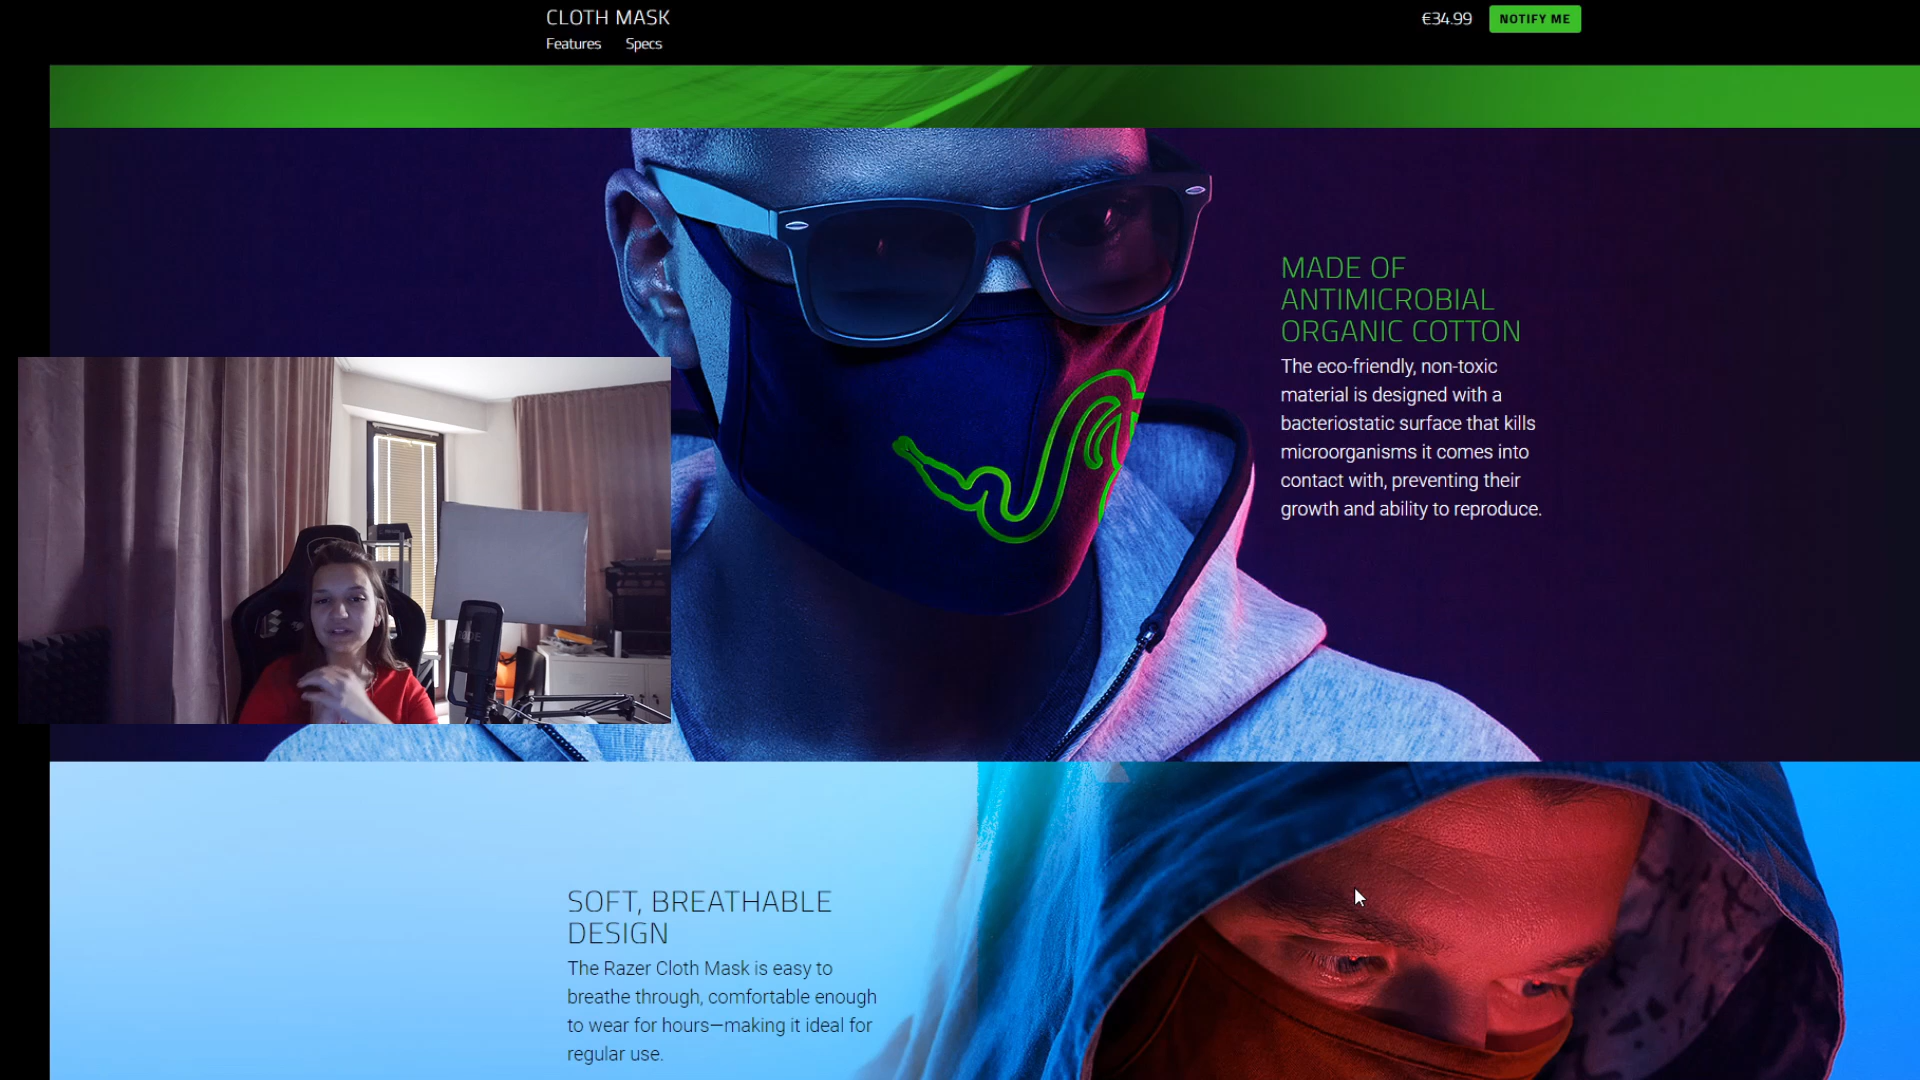 CLOTH MASK
Features Specs
€34.99
NOTIFY ME
MADE OF
ANTIMICROBIAL
ORGANIC COTTON
The eco-friendly, non-toxic
material is designed with a
bacteriostatic surface that kills
microorganisms it comes into
contact with, preventing their
growth and ability to reproduce.
RODE
SOFT, BREATHABLE
DESIGN
The Razer Cloth Mask is easy to
breathe through, comfortable enough
to wear for hours—making it ideal for
regular use.